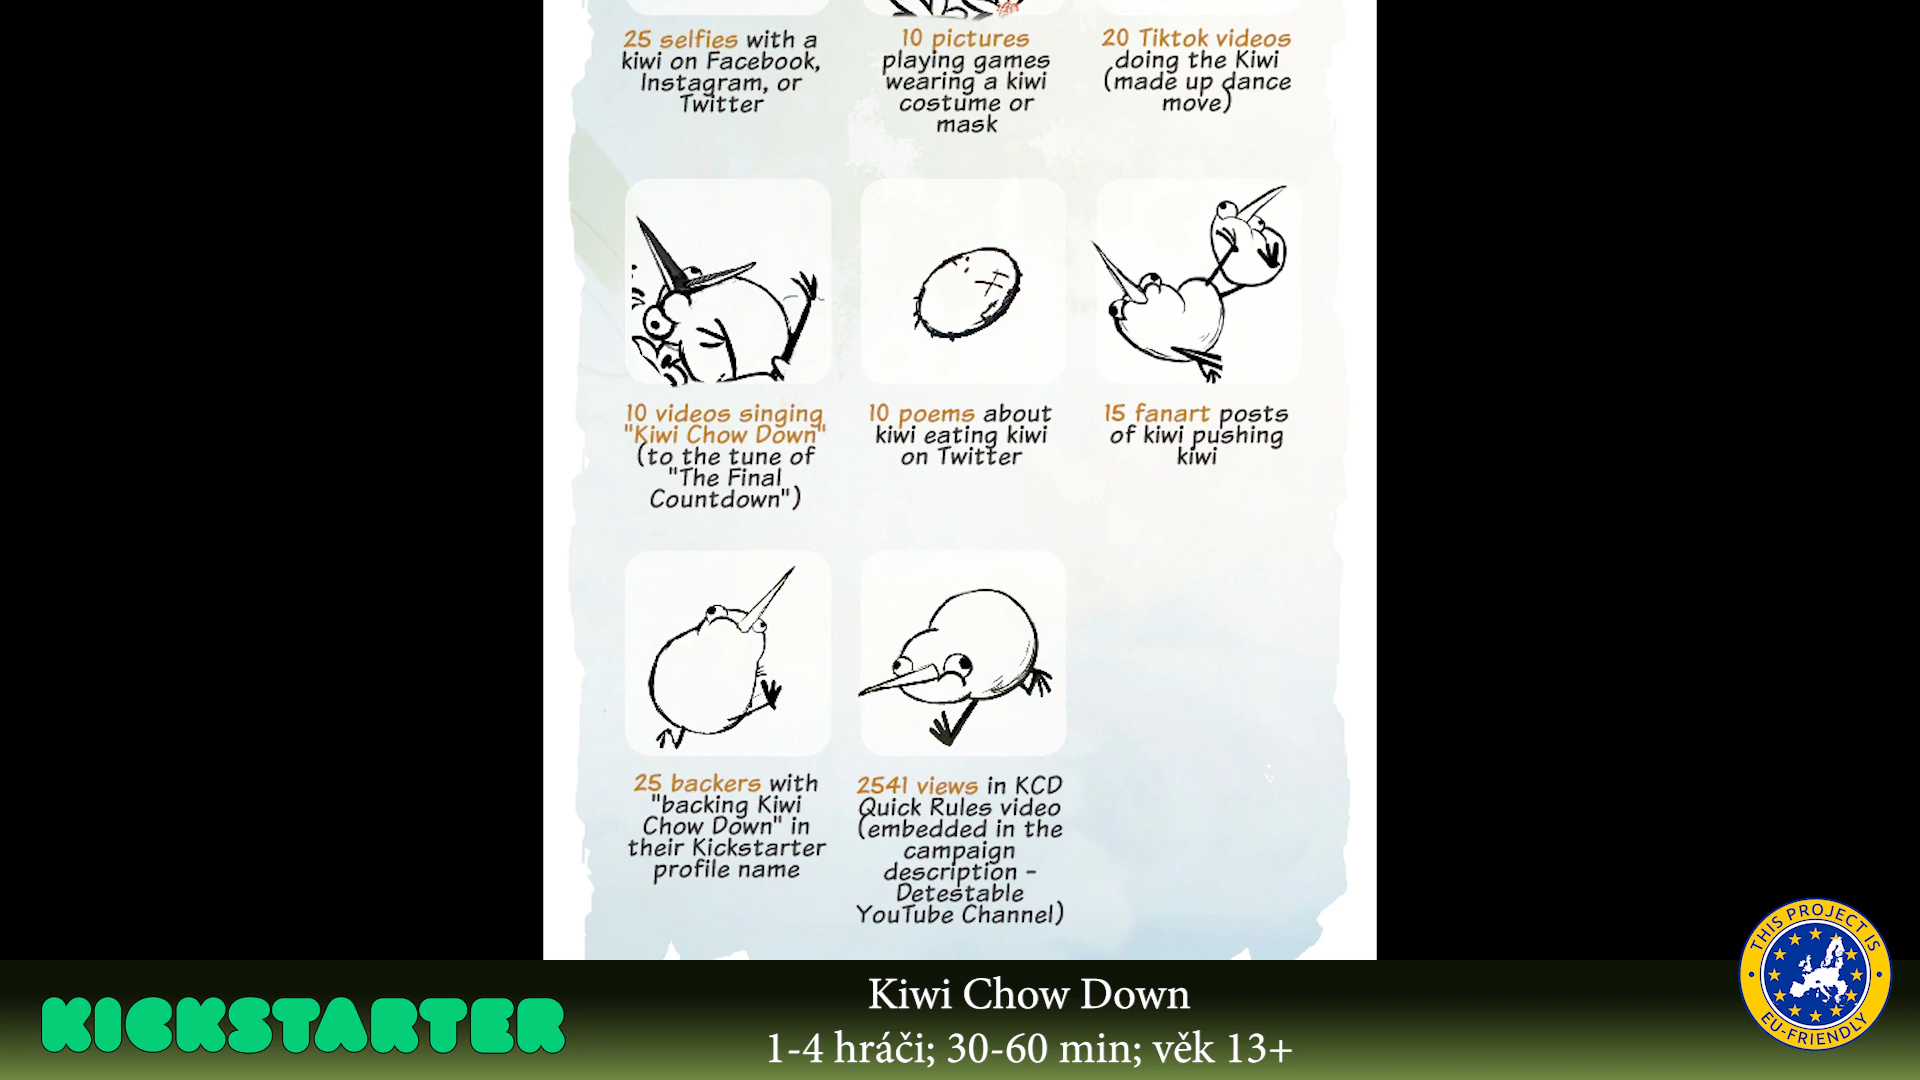 25 selfies with a
kiwi on Facebook,
Instagram, or
Twitter
10 pictures
playing games
wearing a kiwi
costume or
mask
20 Tiktok videos
doing the Kiwi
(made up dance
move)
10 videos singing
"Kiwi Chow Down"
(to the tune of
"The Final
Countdown")
10 poems about
kiwi eating kiwi
on Twitter
15 fanart posts
of kiwi pushing
kiwi
25 backers with
"backing Kiwi
Chow Down" in
their Kickstarter
profile name
2541 views in KCD
Quick Rules video
(embedded in the
campaign
description -
Detestable
YouTube Channel)
KICKSTARTER
Kiwi Chow Down
1-4 hráči; 30-60 min; věk 13+
THIS PROJECT IS
EU-FRIENDLY